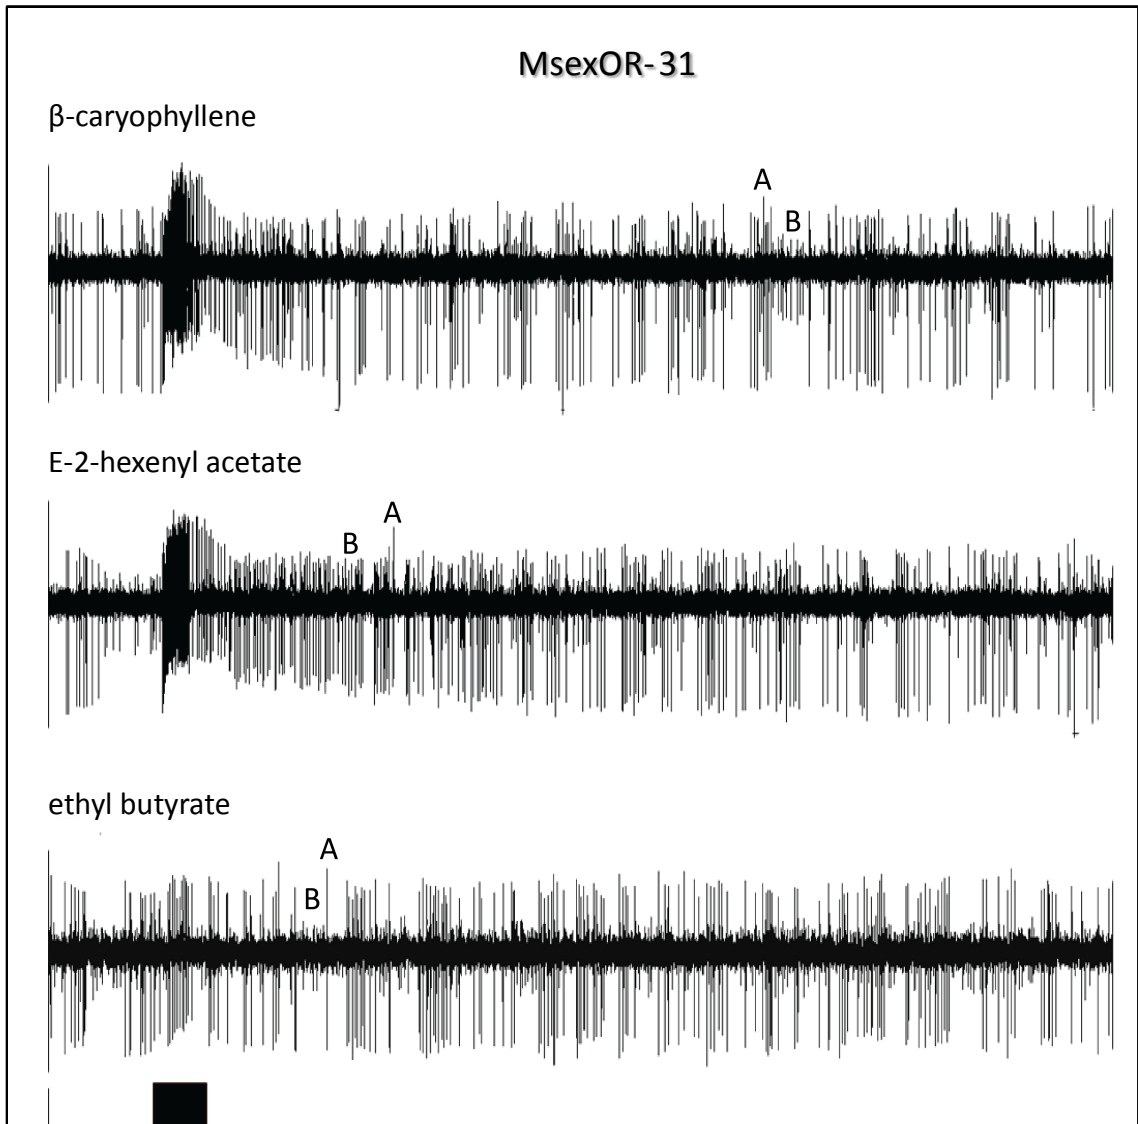 MsexOR-31
β-caryophyllene
A
B
E-2-hexenyl acetate
A
B
ethyl butyrate
A
B